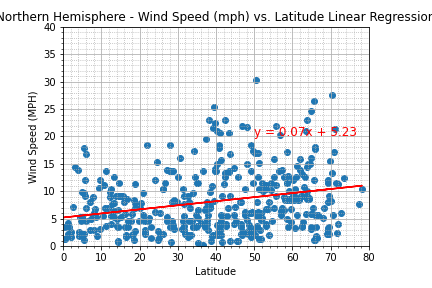 Northern Hemisphere - Wind Speed (mph) vs. Latitude Linear Regression
40
35
30
25
20
15
10
5
0
Wind Speed (MPH)
y = 0.07x + 5.23
0 10 20 30 40 50 60 70 80
Latitude